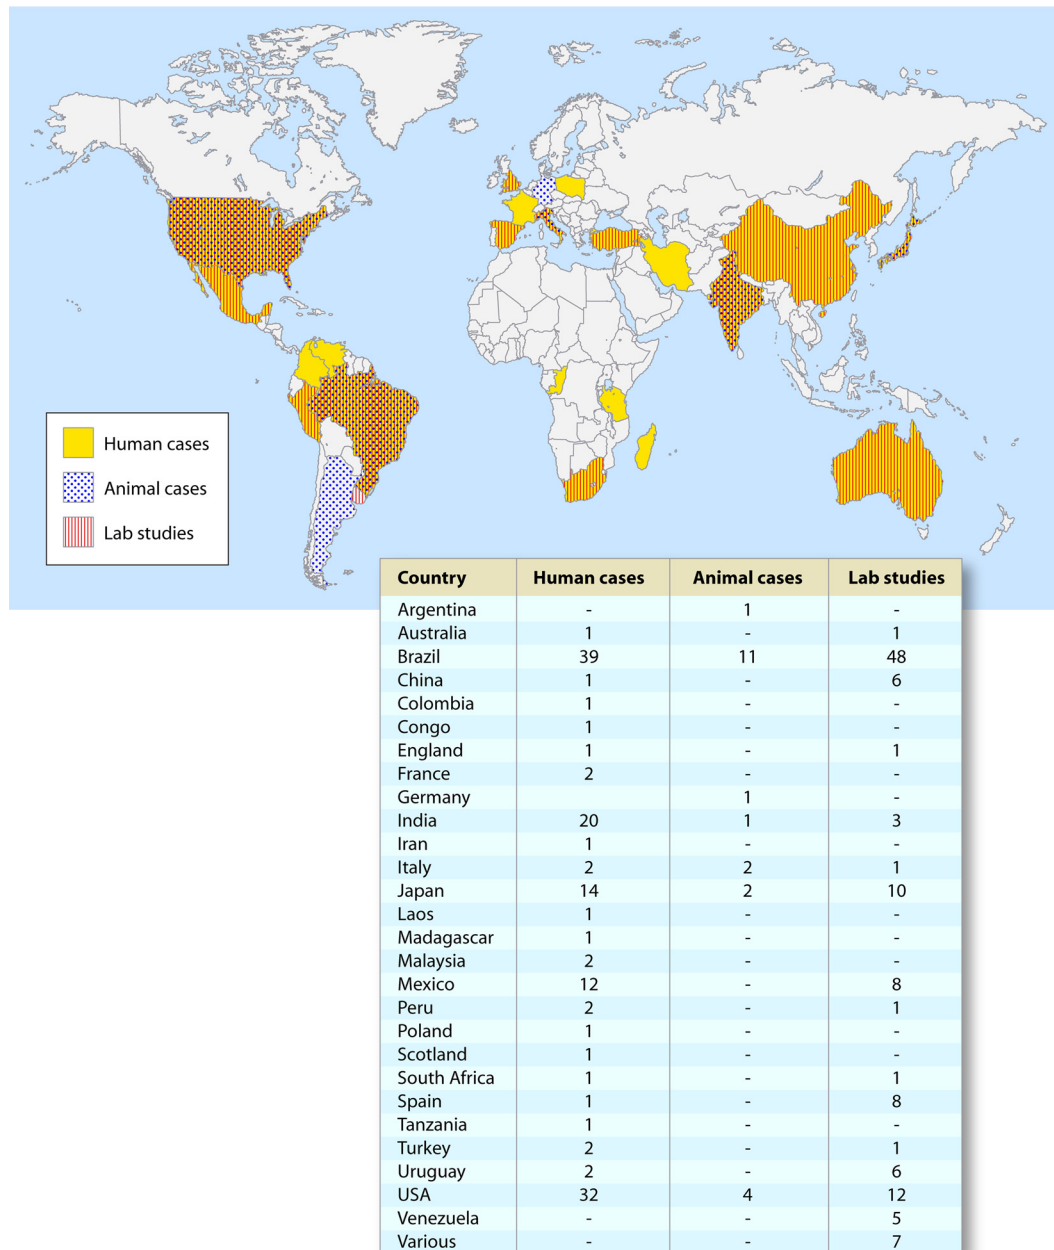 Human cases
Animal cases
Lab studies
Country Human cases Animal cases Lab studies
Argentina - 1 -
Australia 1 - 1
Brazil 39 11 48
China 1 - 6
Colombia 1 - -
Congo 1 - -
England 1 - 1
France 2 - -
Germany 1 -
India 20 1 3
Iran 1 - -
Italy 2 2 1
Japan 14 2 10
Laos 1 - -
Madagascar 1 - -
Malaysia 2 - -
Mexico 12 - 8
Peru 2 - 1
Poland 1 - -
Scotland 1 - -
South Africa 1 - 1
Spain 1 - 8
Tanzania 1 - -
Turkey 2 - 1
Uruguay 2 - 6
USA 32 4 12
Venezuela - - 5
Various - - 7